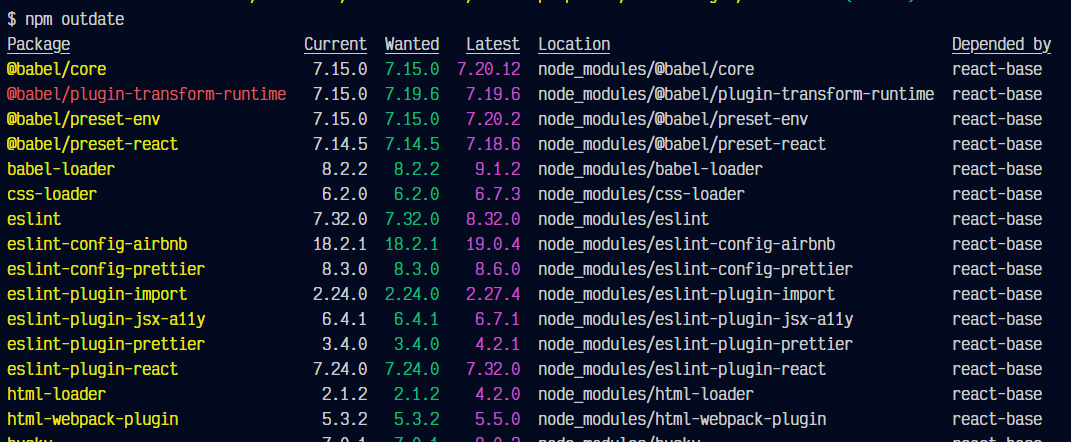 $ npm outdate
Package Current Wanted Latest Location Depended by
@babel/core 7.15.0 7.15.0 7.20.12 node_modules/@babel/core react-base
@babel/plugin-transform-runtime 7.15.0 7.19.6 7.19.6 node_modules/@babel/plugin-transform-runtime react-base
@babel/preset-env 7.15.0 7.15.0 7.20.2 node_modules/@babel/preset-env react-base
@babel/preset-react 7.14.5 7.14.5 7.18.6 node_modules/@babel/preset-react react-base
babel-loader 8.2.2 8.2.2 9.1.2 node_modules/babel-loader react-base
css-loader 6.2.0 6.2.0 6.7.3 node_modules/css-loader react-base
eslint 7.32.0 7.32.0 8.32.0 node_modules/eslint react-base
eslint-config-airbnb 18.2.1 18.2.1 19.0.4 node_modules/eslint-config-airbnb react-base
eslint-config-prettier 8.3.0 8.3.0 8.6.0 node_modules/eslint-config-prettier react-base
eslint-plugin-import 2.24.0 2.24.0 2.27.4 node_modules/eslint-plugin-import react-base
eslint-plugin-jsx-a11y 6.4.1 6.4.1 6.7.1 node_modules/eslint-plugin-jsx-a11y react-base
eslint-plugin-prettier 3.4.0 3.4.0 4.2.1 node_modules/eslint-plugin-prettier react-base
eslint-plugin-react 7.24.0 7.24.0 7.32.0 node_modules/eslint-plugin-react react-base
html-loader 2.1.2 2.1.2 4.2.0 node_modules/html-loader react-base
html-webpack-plugin 5.3.2 5.3.2 5.5.0 node_modules/html-webpack-plugin react-base